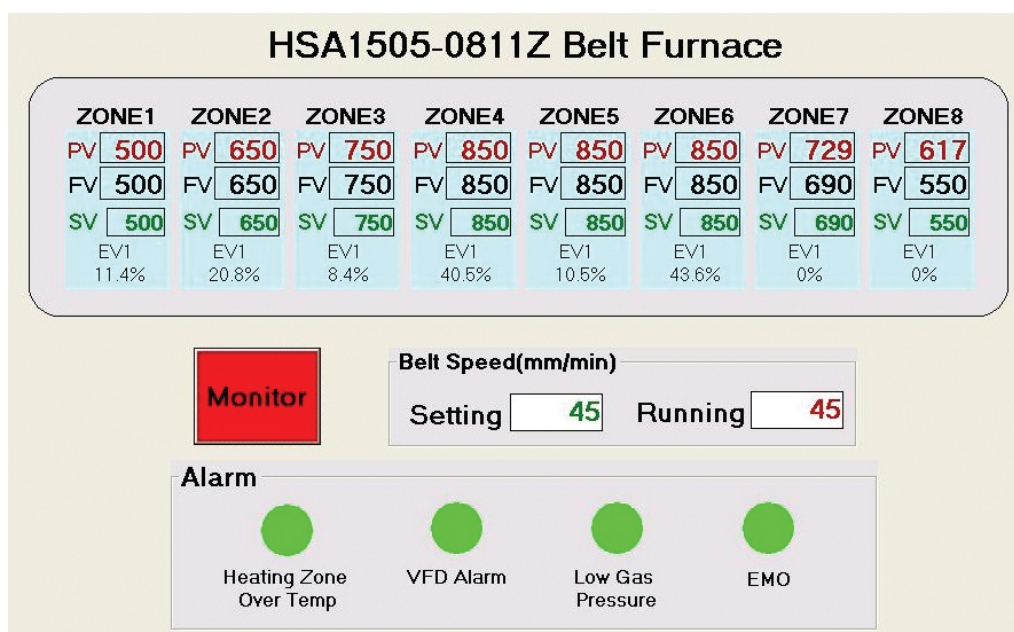 HSA1505-0811Z Belt Furnace
ZONE1 ZONE2 ZONE3 ZONE4 ZONE5 ZONE6 ZONE7 ZONE8
PV 500 PV 650 PV 750 PV 850 PV 850 PV 850 PV 729 PV 617
FV 500 FV 650 FV 750 FV 850 FV 850 FV 850 FV 690 FV 550
SV 500 SV 650 SV 750 SV 850 SV 850 SV 850 SV 690 SV 550
EV1 EV1 EV1 EV1 EV1 EV1 EV1 EV1
11.4% 20.8% 8.4% 40.5% 10.5% 43.6% 0% 0%
Monitor
Belt Speed(mm/min)
Setting 45 Running 45
Alarm
Heating Zone
Over Temp
VFD Alarm
Low Gas
Pressure
EMO